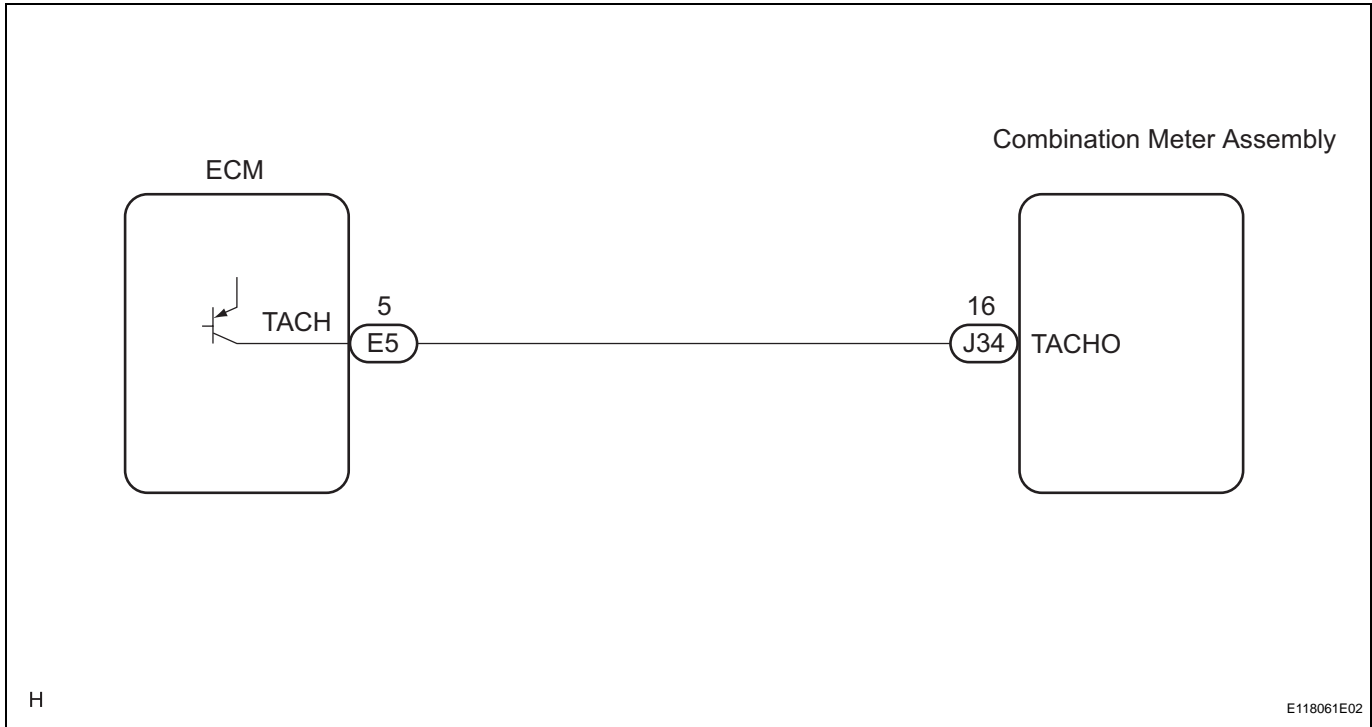 Combination Meter Assembly
ECM
5
16
TACH
E5
J34
TACHO
H
E118061E02